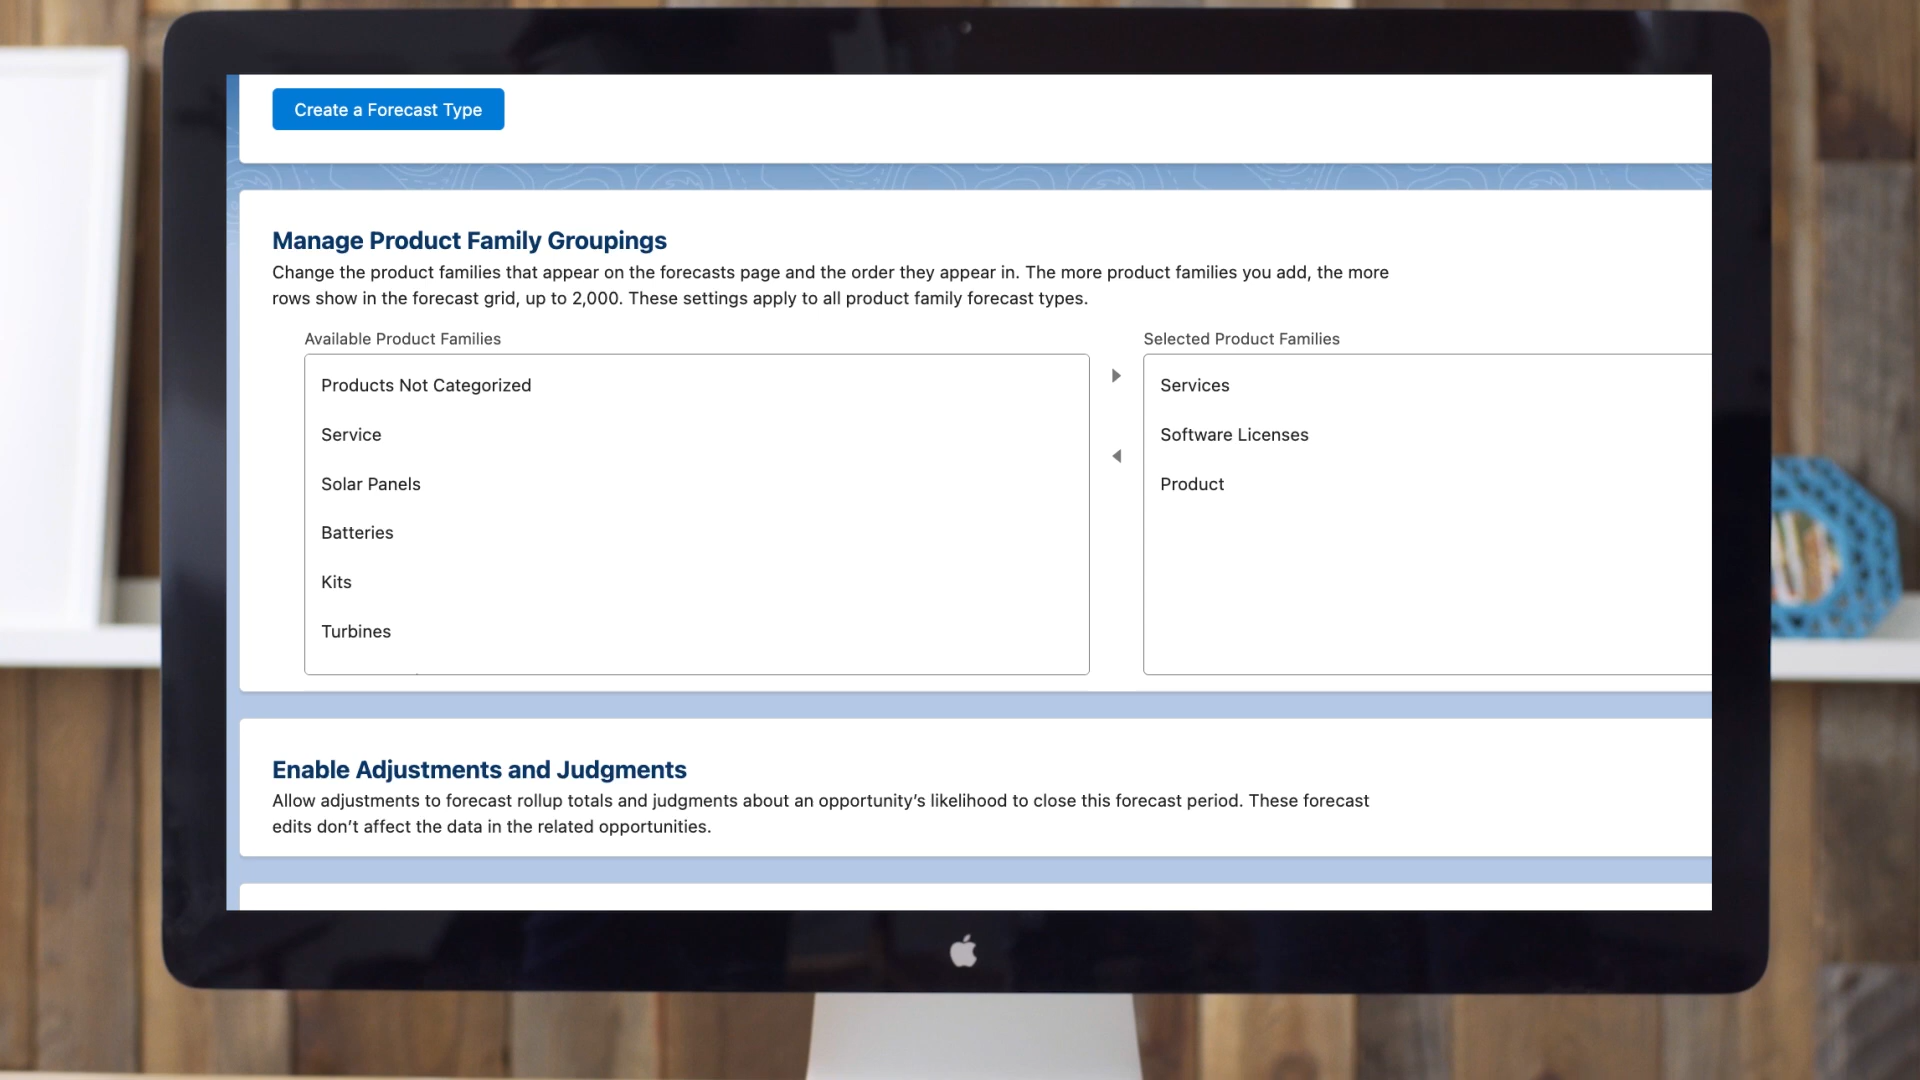 Create a Forecast Type
Manage Product Family Groupings
Change the product families that appear on the forecasts page and the order they appear in. The more product families you add, the more
rows show in the forecast grid, up to 2,000. These settings apply to all product family forecast types.
Available Product Families
Products Not Categorized
Service
Solar Panels
Batteries
Kits
Turbines
Selected Product Families
Services
Software Licenses
Product
Enable Adjustments and Judgments
Allow adjustments to forecast rollup totals and judgments about an opportunity’s likelihood to close this forecast period. These forecast
edits don’t affect the data in the related opportunities.